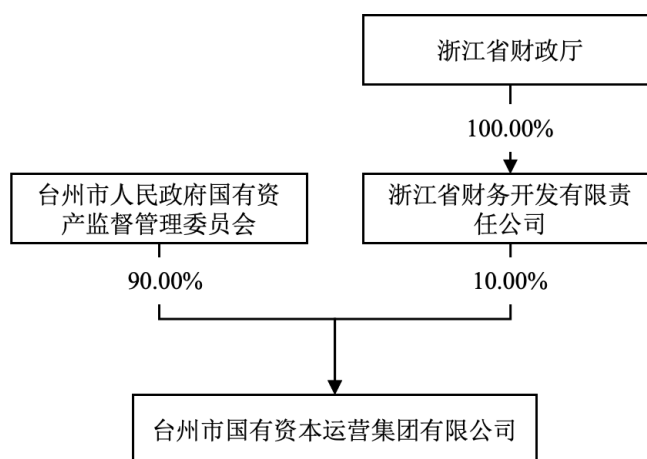 浙江省财政厅
100.00%
台州市人民政府国有资
产监督管理委员会
浙江省财务开发有限责
任公司
90.00%
10.00%
台州市国有资本运营集团有限公司